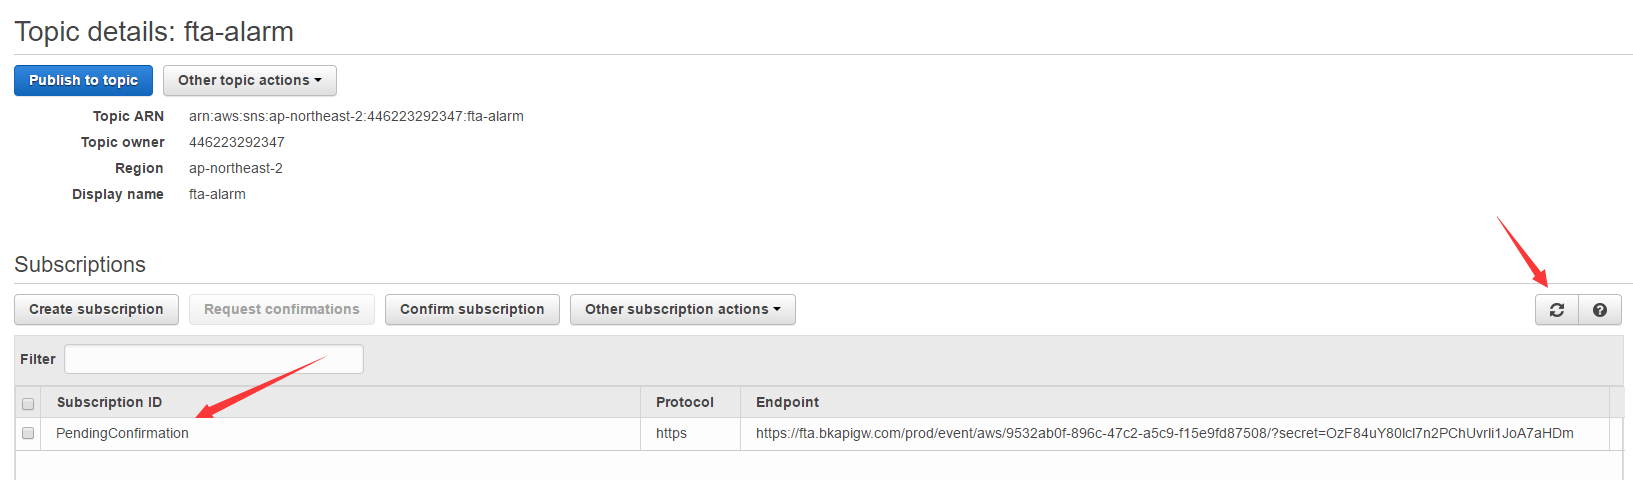 Topic details: fta-alarm
Publish to topic Other topic actions
Topic ARN arn:aws:sns:ap-northeast-2:446223292347:fta-alarm
Topic owner 446223292347
Region ap-northeast-2
Display name fta-alarm
Subscriptions
Create subscription Request confirmations Confirm subscription Other subscription actions
Filter
Subscription ID Protocol Endpoint
PendingConfirmation https https://fta.bkapigw.com/prod/event/aws/9532ab0f-896c-47c2-a5c9-f15e9fd87508/?secret=OzF84uY80lcl7n2PChUvrli1JoA7aHDm